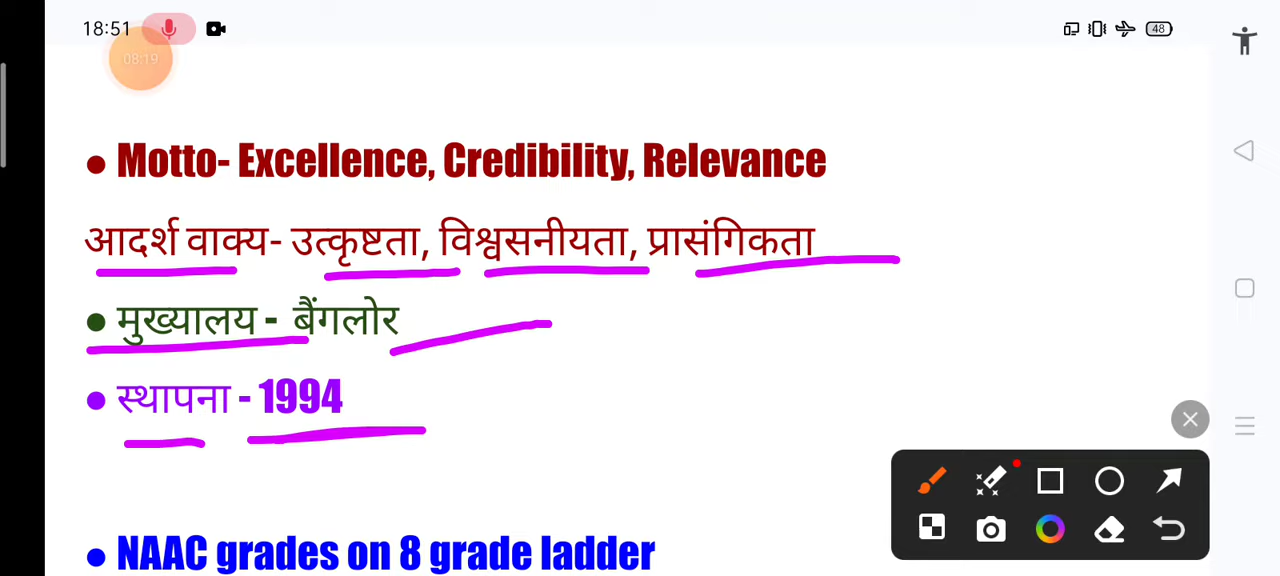 18:51
48
08:19
● Motto- Excellence, Credibility, Relevance
आदर्श वाक्य- उत्कृष्टता, विश्वसनीयता, प्रासंगिकता
● मुख्यालय - बैंगलोर
● स्थापना - 1994
● NAAC grades on 8 grade ladder